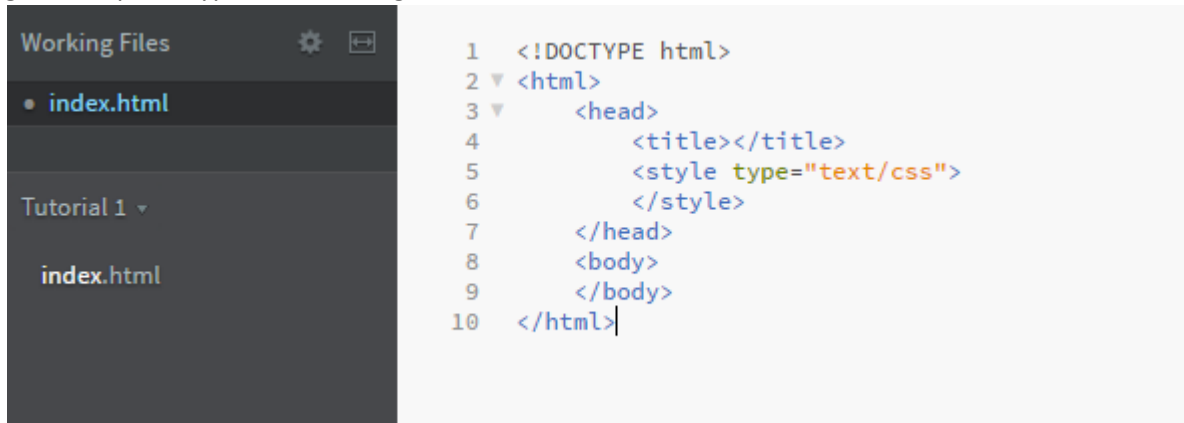 Working Files
index.html
Tutorial 1
index.html
1 <!DOCTYPE html>
2 <html>
3 <head>
4 <title></title>
5 <style type="text/css">
6 </style>
7 </head>
8 <body>
9 </body>
10 </html>